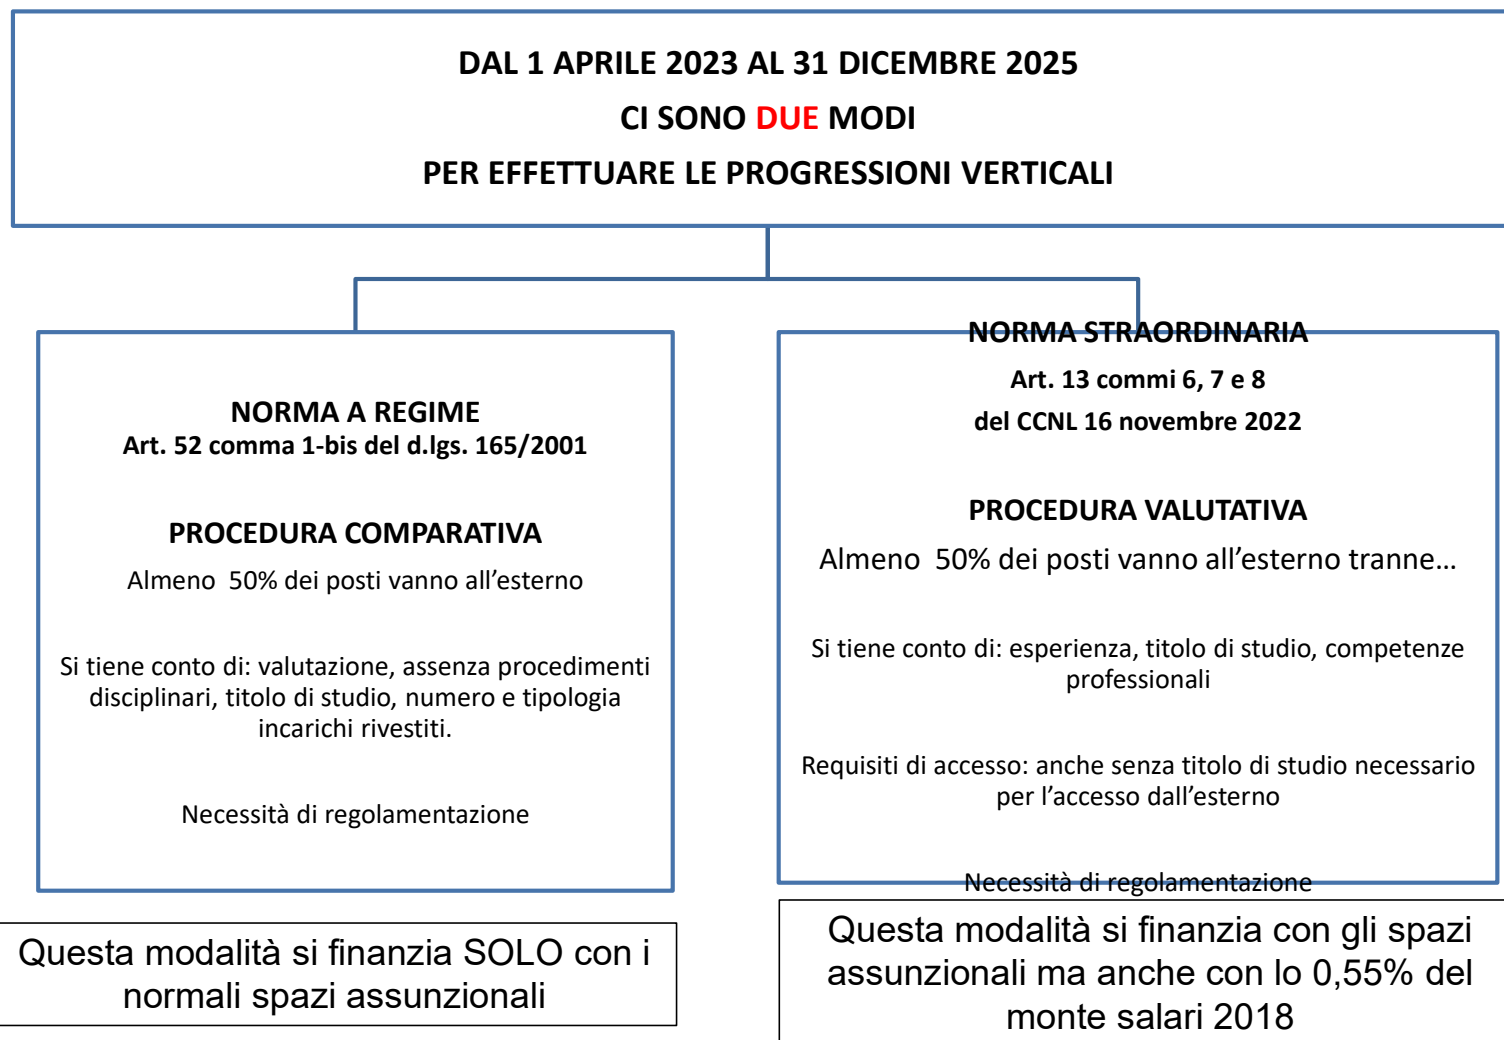 DAL 1 APRILE 2023 AL 31 DICEMBRE 2025
CI SONO DUE MODI
PER EFFETTUARE LE PROGRESSIONI VERTICALI
NORMA A REGIME
Art. 52 comma 1-bis del d.lgs. 165/2001
PROCEDURA COMPARATIVA
Almeno  50% dei posti vanno all’esterno
Si tiene conto di: valutazione, assenza procedimenti
disciplinari, titolo di studio, numero e tipologia
incarichi rivestiti.
Necessità di regolamentazione
Questa modalità si finanzia SOLO con i
normali spazi assunzionali
NORMA STRAORDINARIA
Art. 13 commi 6, 7 e 8
del CCNL 16 novembre 2022
PROCEDURA VALUTATIVA
Almeno  50% dei posti vanno all’esterno tranne…
Si tiene conto di: esperienza, titolo di studio, competenze
professionali
Requisiti di accesso: anche senza titolo di studio necessario
per l’accesso dall’esterno
Necessità di regolamentazione
Questa modalità si finanzia con gli spazi
assunzionali ma anche con lo 0,55% del
monte salari 2018